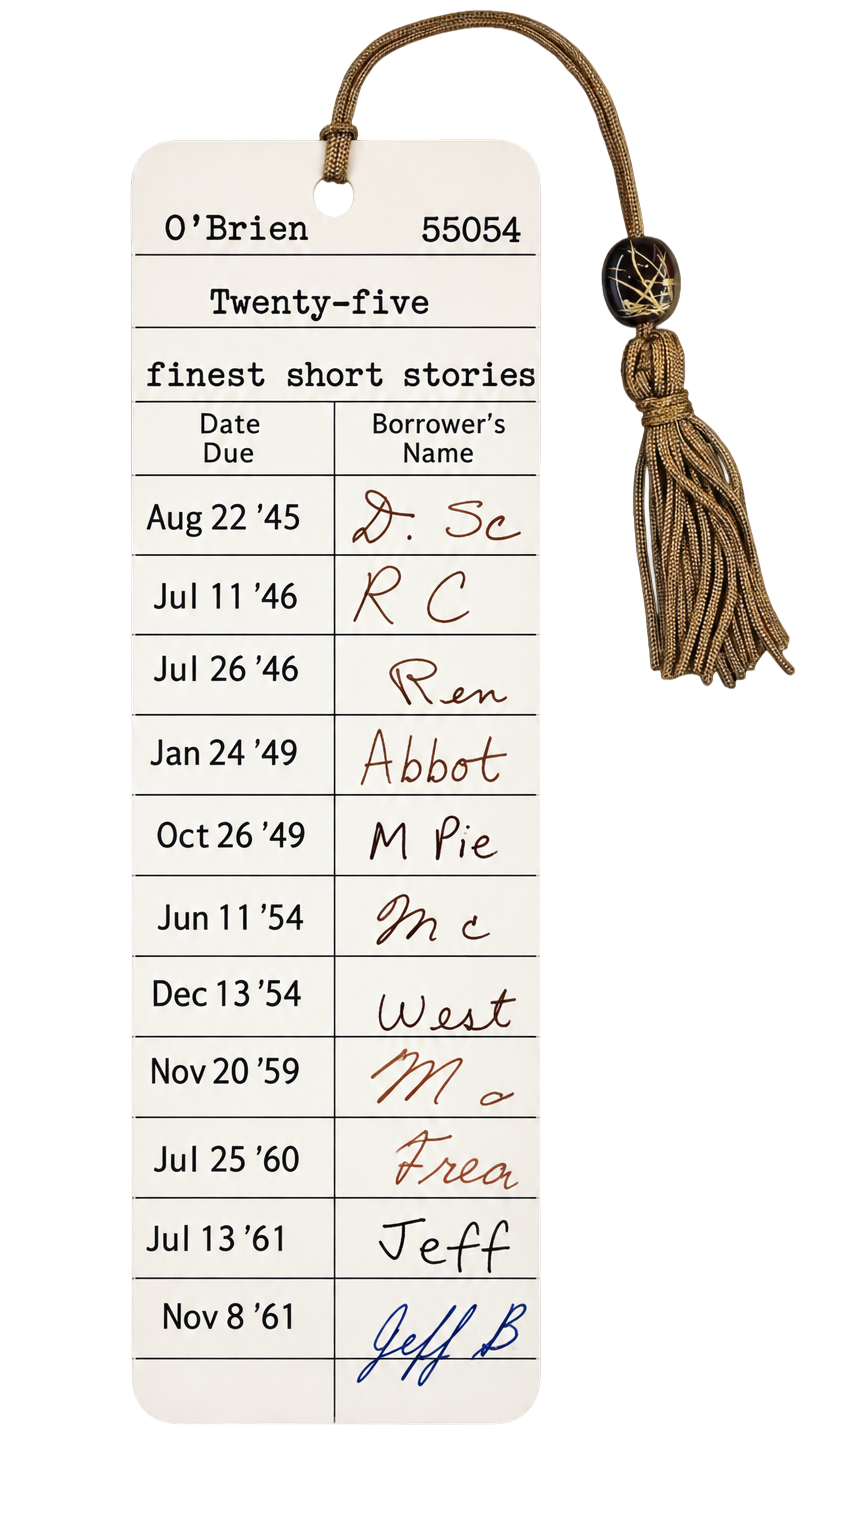 O'Brien 55054
Twenty-five
finest short stories
Date Due Borrower's Name
Aug 22 '45 D. Sc
Jul 11 '46 R C
Jul 26 '46 Ren
Jan 24 '49 Abbot
Oct 26 '49 M Pie
Jun 11 '54 Mc
Dec 13 '54 West
Nov 20 '59 M
Jul 25 '60
Jul 13 '61 Jeff
Nov 8 '61 Jeff B